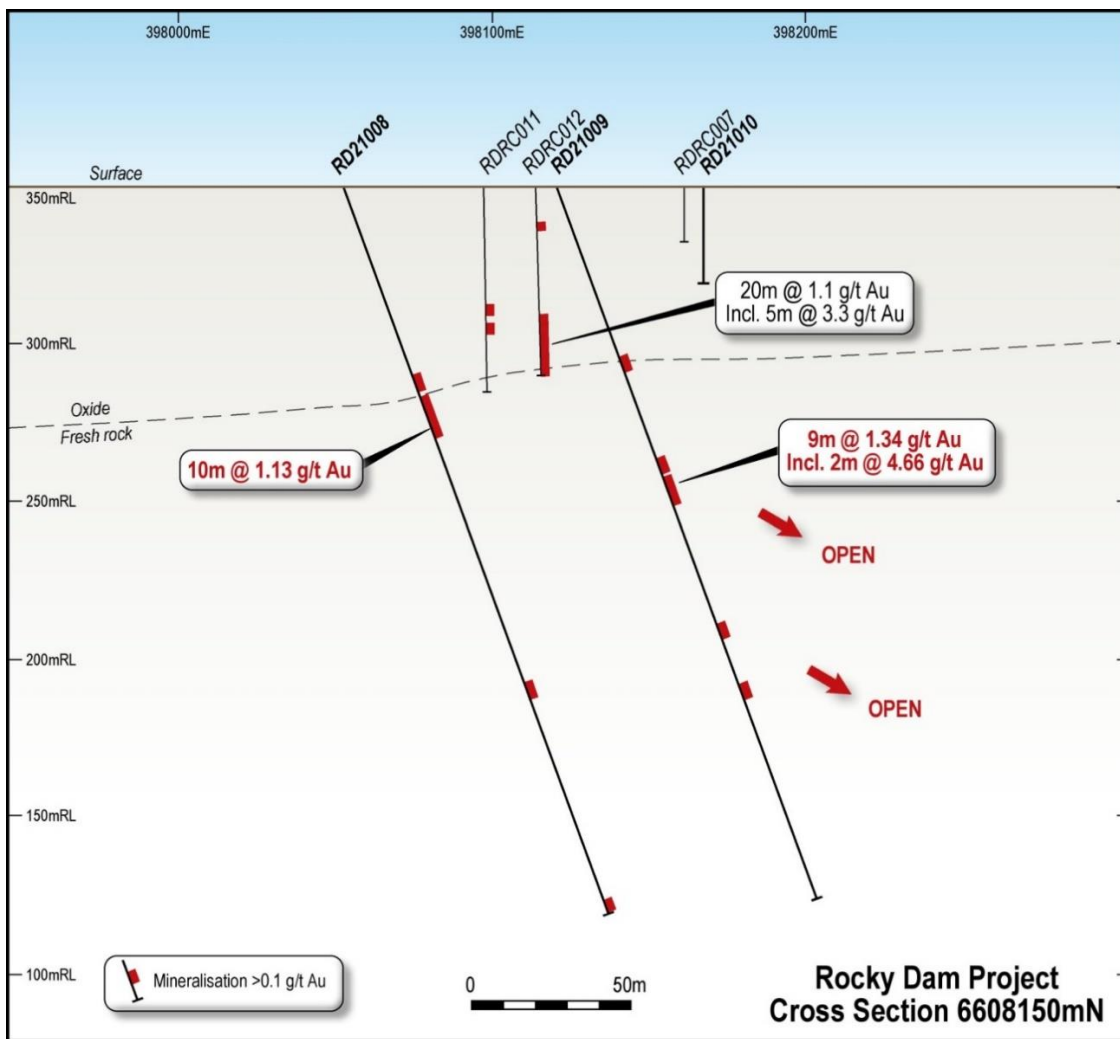 398000mE
398100mE
398200mE
RD21008
RDRC011
RDRC012
RD21009
RDRC007
RD21010
Surface
350mRL
20m @ 1.1 g/t Au
Incl. 5m @ 3.3 g/t Au
300mRL
Oxide
Fresh rock
10m @ 1.13 g/t Au
9m @ 1.34 g/t Au
Incl. 2m @ 4.66 g/t Au
250mRL
OPEN
200mRL
OPEN
150mRL
100mRL
Mineralisation >0.1 g/t Au
0 50m
Rocky Dam Project
Cross Section 6608150mN